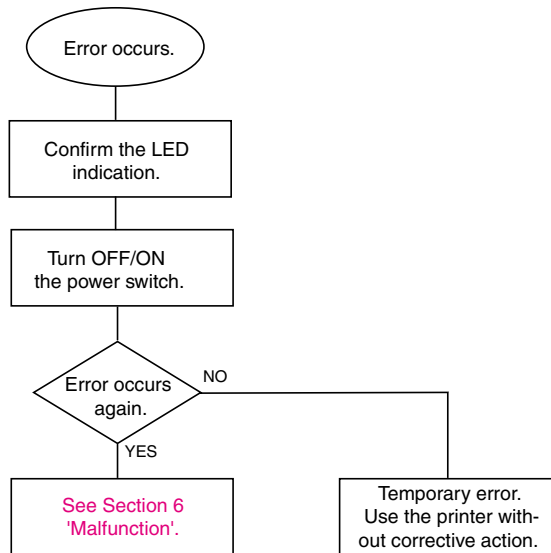 Error occurs.
Confirm the LED
indication.
Turn OFF/ON
the power switch.
Error occurs
again.
NO
YES
See Section 6
'Malfunction'.
Temporary error.
Use the printer with-
out corrective action.